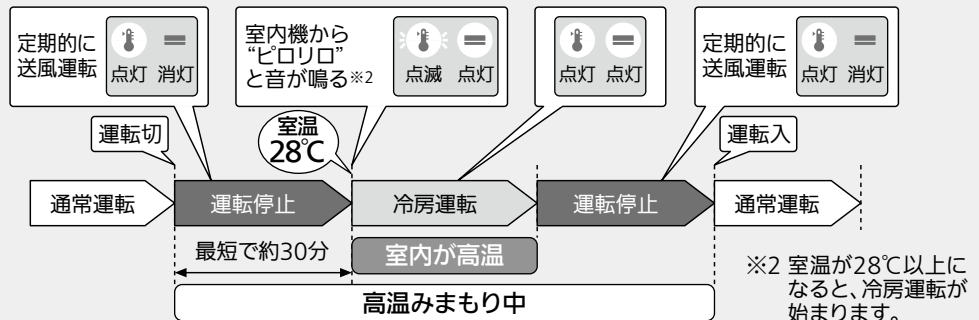 定期的に
送風運転
点灯 消灯
室内機から
“ピロリロ”
と音が鳴る※2
点滅 点灯
点灯 点灯
定期的に
送風運転
点灯 消灯
運転切
室温
28℃
運転入
通常運転
運転停止
冷房運転
運転停止
通常運転
最短で約30分
室内が高温
高温みまもり中
※2 室温が28℃以上に
なると、冷房運転が
始まります。